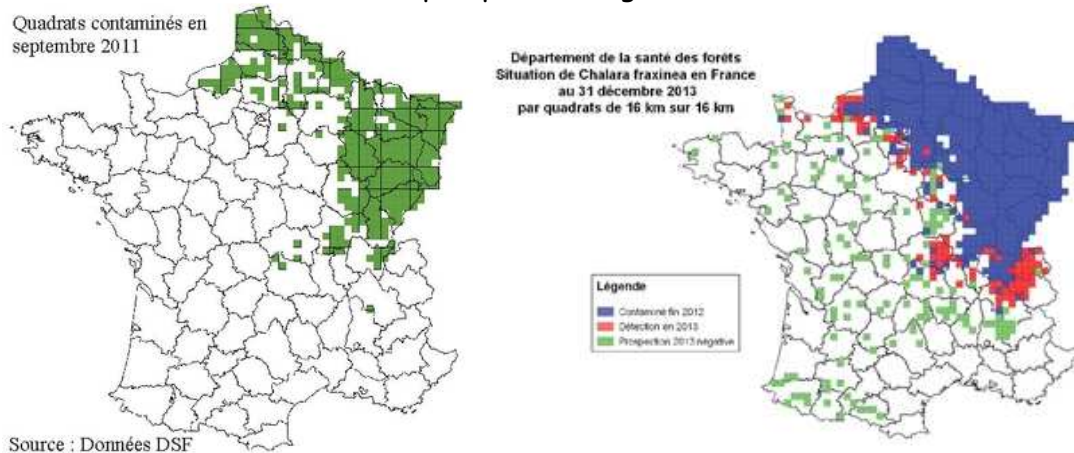 Quadrats contaminés en
septembre 2011
Source : Données DSF
Département de la santé des forêts
Situation de Chalara fraxinea en France
au 31 décembre 2013
par quadrats de 16 km sur 16 km
Légende
Contaminé fin 2012
Détection en 2013
Prospection 2013 négative